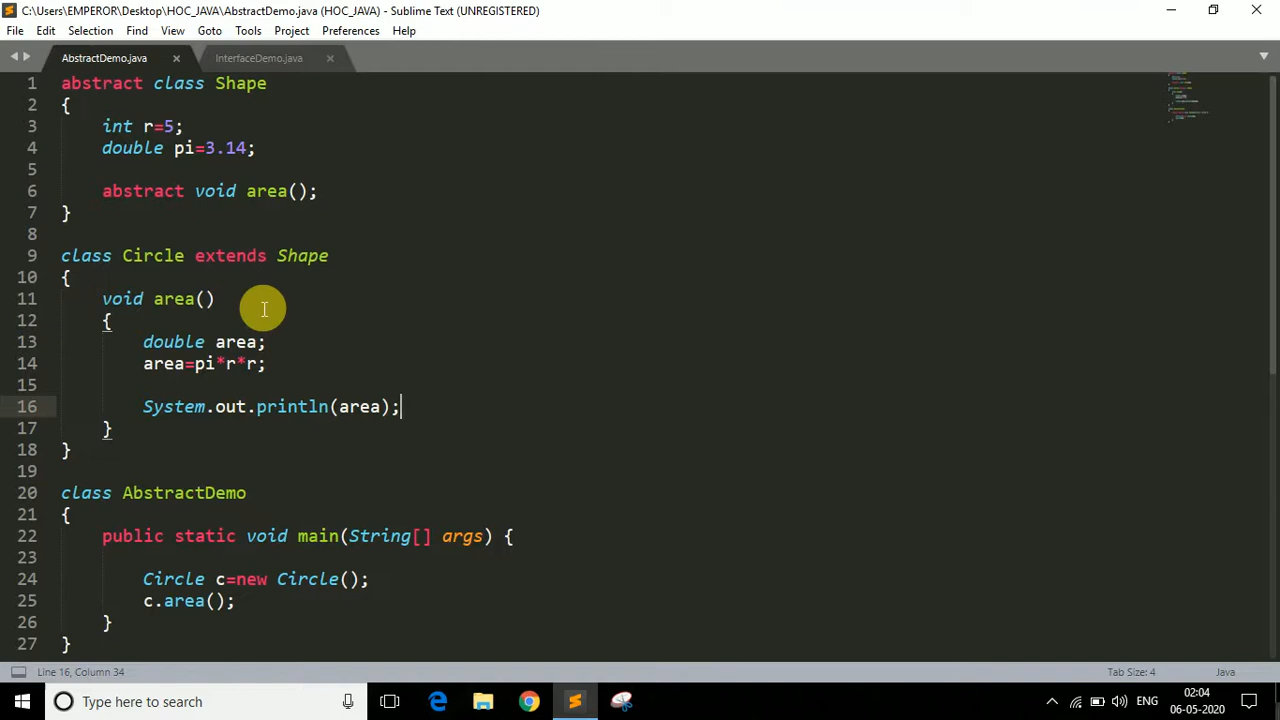 C:\Users\EMPEROR\Desktop\HOC_JAVA\AbstractDemo.java (HOC_JAVA) - Sublime Text (UNREGISTERED)
File Edit Selection Find View Goto Tools Project Preferences Help
AbstractDemo.java InterfaceDemo.java
1 abstract class Shape
2 {
3 int r=5;
4 double pi=3.14;
5
6 abstract void area();
7 }
8
9 class Circle extends Shape
10 {
11 void area()
12 {
13 double area;
14 area=pi*r*r;
15
16 System.out.println(area);
17 }
18 }
19
20 class AbstractDemo
21 {
22 public static void main(String[] args) {
23
24 Circle c=new Circle();
25 c.area();
26 }
27 }
Line 16, Column 34 Tab Size: 4 Java
Type here to search ENG 02:04
06-05-2020